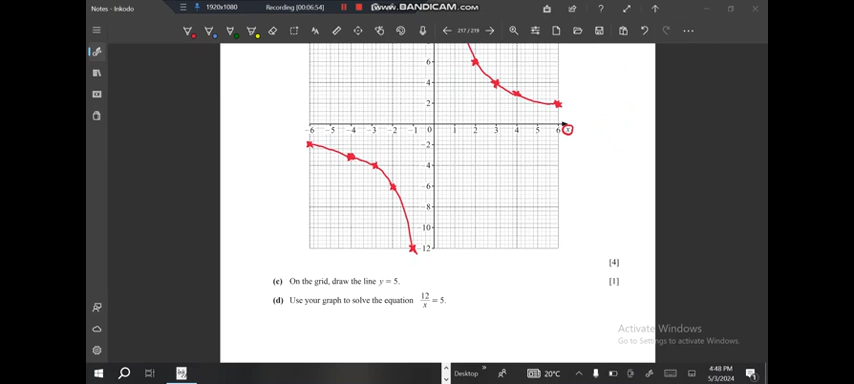 Notes - Inkodo
1920x1080
Recording [00:06:54]
WWW.BANDICAM.COM
217 / 219
6
4
2
-6 -5 -4 -3 -2 -1 0 1 2 3 4 5 6 x
-2
4
-6
8
10
12
[4]
(c) On the grid, draw the line y = 5. [1]
(d) Use your graph to solve the equation 12/x = 5.
Activate Windows
Go to Settings to activate Windows.
Desktop
20°C
4:48 PM
5/3/2024